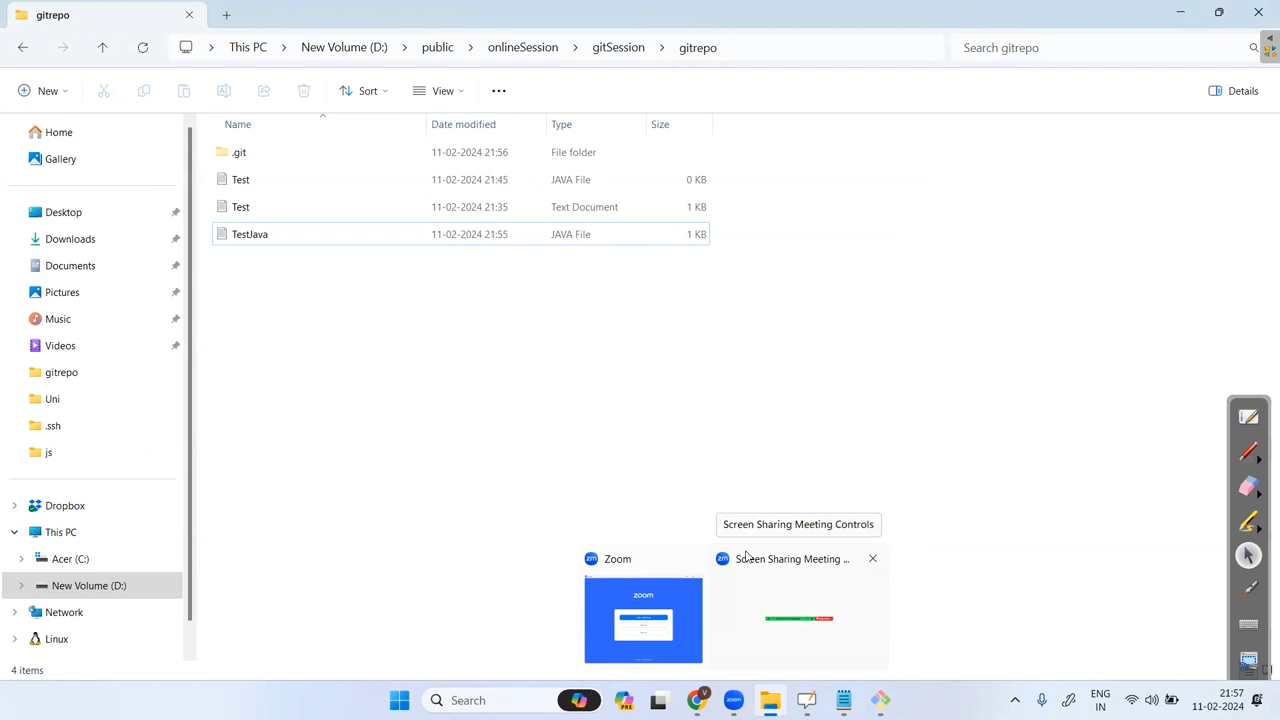 gitrepo
This PC > New Volume (D:) > public > onlineSession > gitSession > gitrepo
Search gitrepo
New
Sort
View
Details
Name
Date modified
Type
Size
.git
11-02-2024 21:56
File folder
Test
11-02-2024 21:45
JAVA File
0 KB
Test
11-02-2024 21:35
Text Document
1 KB
TestJava
11-02-2024 21:55
JAVA File
1 KB
Home
Gallery
Desktop
Downloads
Documents
Pictures
Music
Videos
gitrepo
Uni
.ssh
js
Dropbox
This PC
Acer (C:)
New Volume (D:)
Network
Linux
4 items
Screen Sharing Meeting Controls
zm Zoom
zm Screen Sharing Meeting ...
zoom
Search
PRE
V
zoom
ENG
IN
21:57
11-02-2024